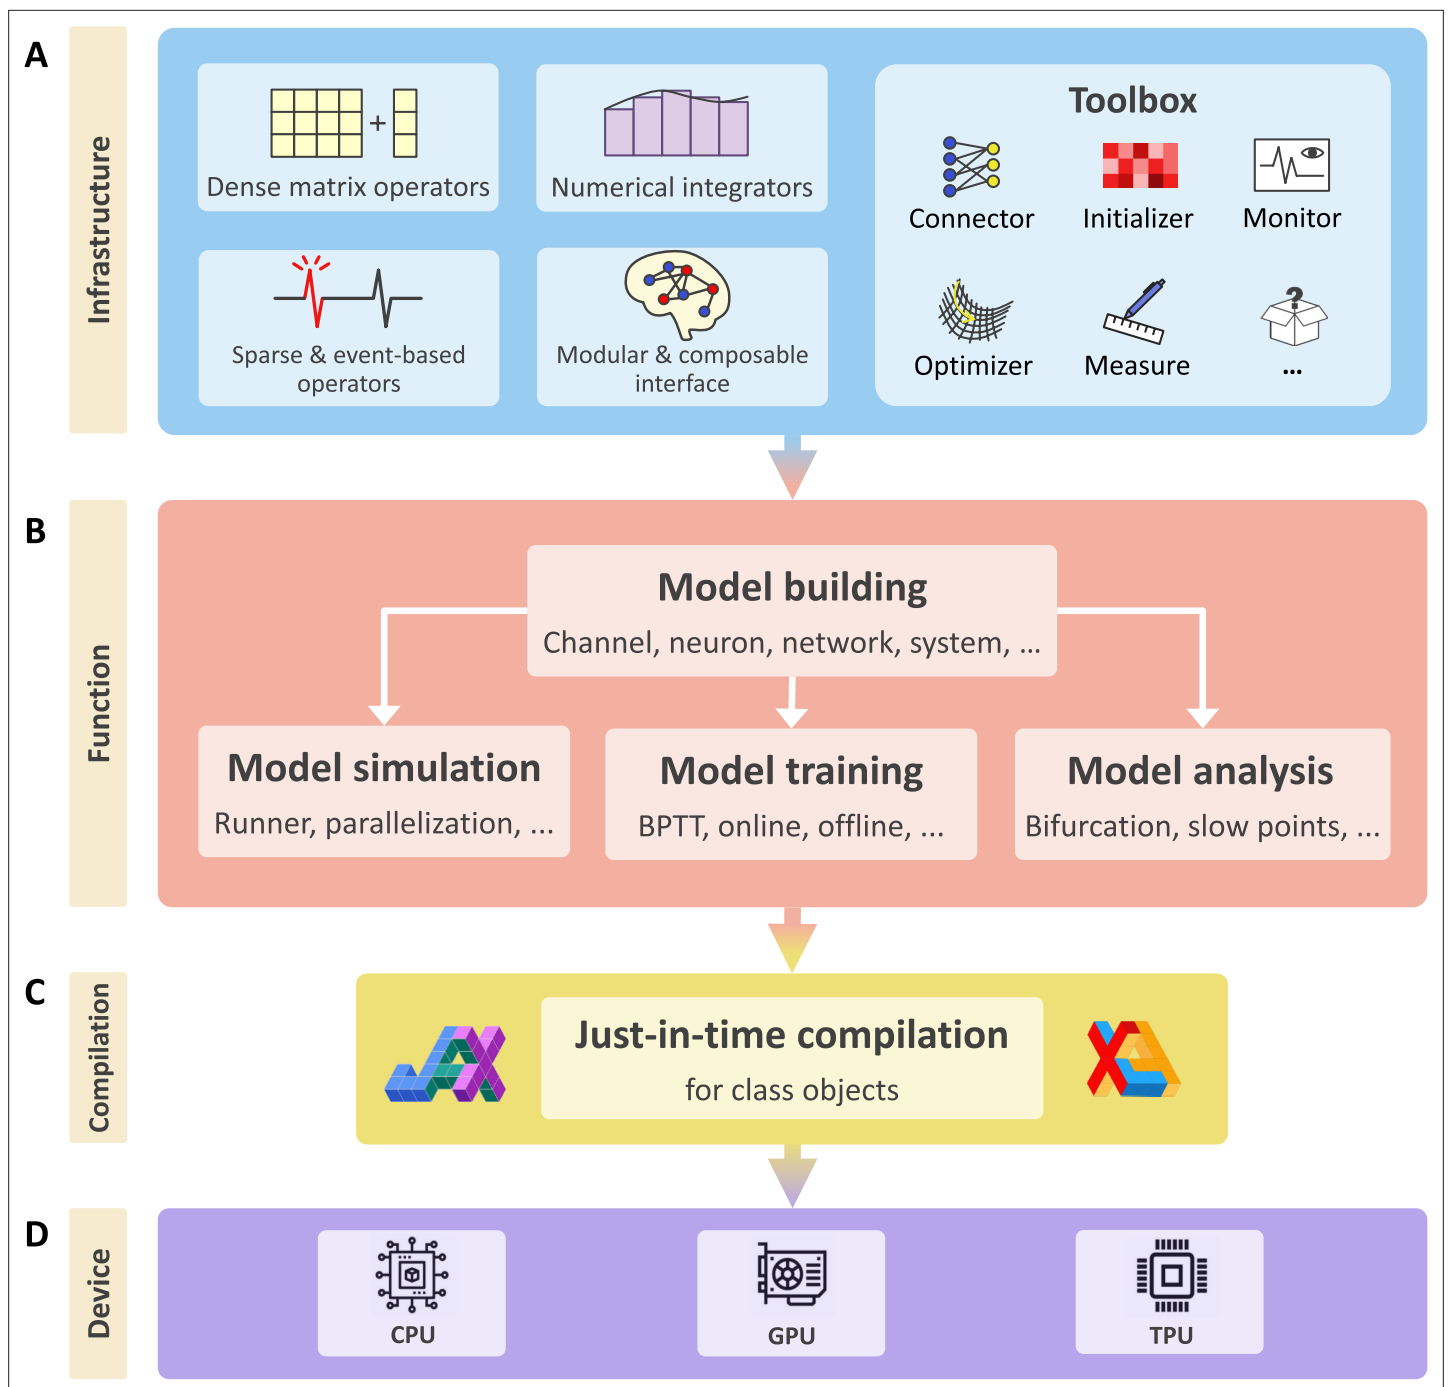 A
Infrastructure
+
Dense matrix operators
Numerical integrators
Sparse & event-based
operators
Modular & composable
interface
Toolbox
Connector
Initializer
Monitor
Optimizer
Measure
?
...
B
Function
Model building
Channel, neuron, network, system, ...
Model simulation
Runner, parallelization, ...
Model training
BPTT, online, offline, ...
Model analysis
Bifurcation, slow points, ...
C
Compilation
JAX
Just-in-time compilation
for class objects
XLA
D
Device
CPU
GPU
TPU